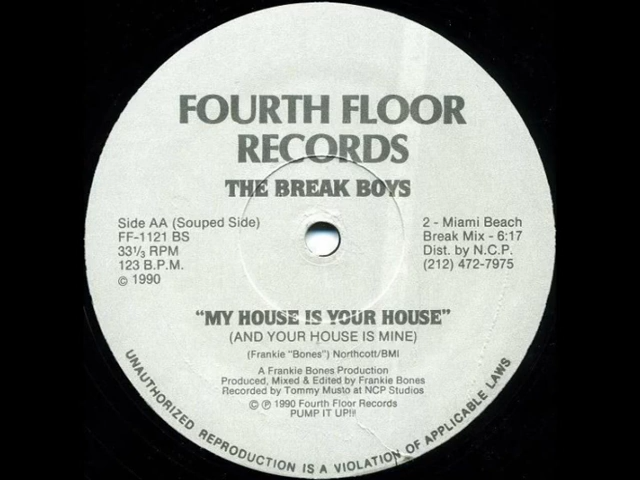 FOURTH FLOOR
RECORDS
THE BREAK BOYS
Side AA (Souped Side)
FF-1121 BS
33⅓ RPM
123 B.P.M.
© 1990
2 - Miami Beach
Break Mix - 6:17
Dist. by N.C.P.
(212) 472-7975
"MY HOUSE IS YOUR HOUSE"
(AND YOUR HOUSE IS MINE)
(Frankie "Bones") Northcott/BMI
A Frankie Bones Production
Produced, Mixed & Edited by Frankie Bones
Recorded by Tommy Musto at NCP Studios
© ℗ 1990 Fourth Floor Records
PUMP IT UP!!!
UNAUTHORIZED REPRODUCTION IS A VIOLATION OF APPLICABLE LAWS